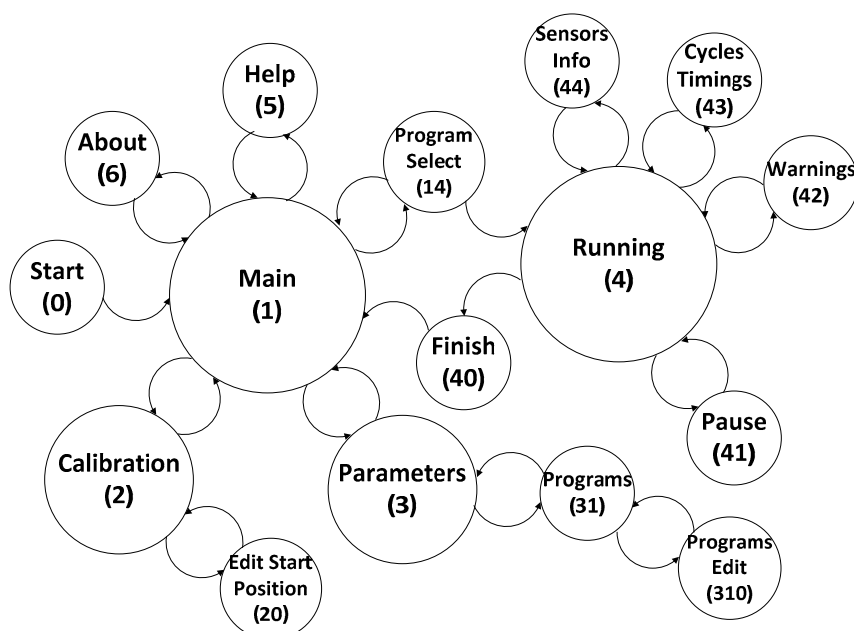 Sensors
Info
(44)
Cycles
Timings
(43)
Help
(5)
About
(6)
Program
Select
(14)
Warnings
(42)
Start
(0)
Main
(1)
Running
(4)
Finish
(40)
Pause
(41)
Calibration
(2)
Parameters
(3)
Programs
(31)
Edit Start
Position
(20)
Programs
Edit
(310)